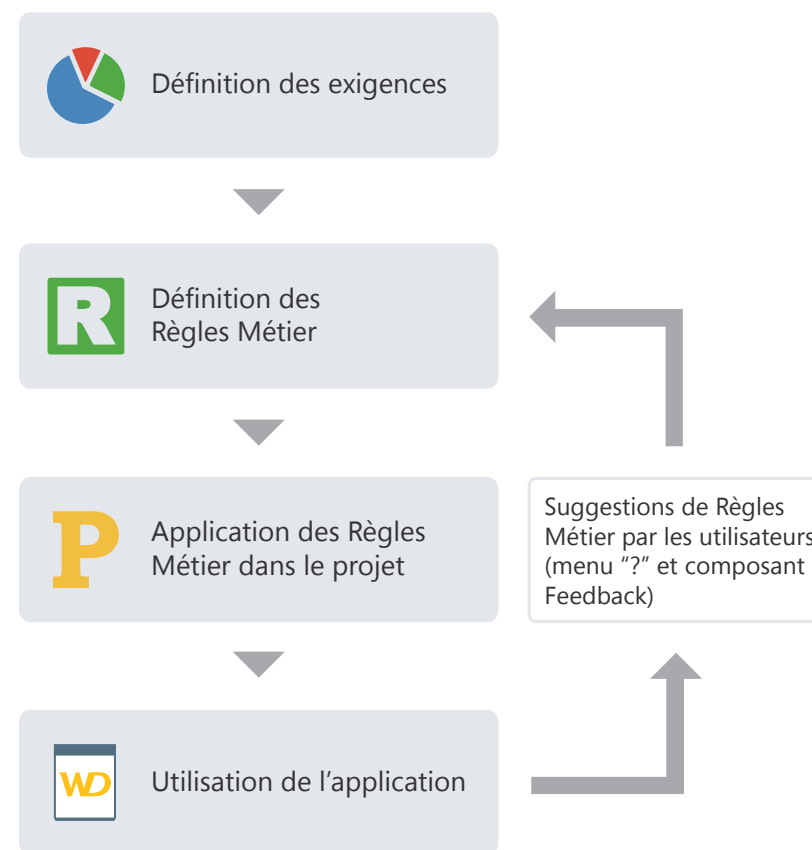 Définition des exigences
R
Définition des
Règles Métier
P
Application des Règles
Métier dans le projet
Suggestions de Règles
Métier par les utilisateurs
(menu “?” et composant
Feedback)
WD
Utilisation de l’application